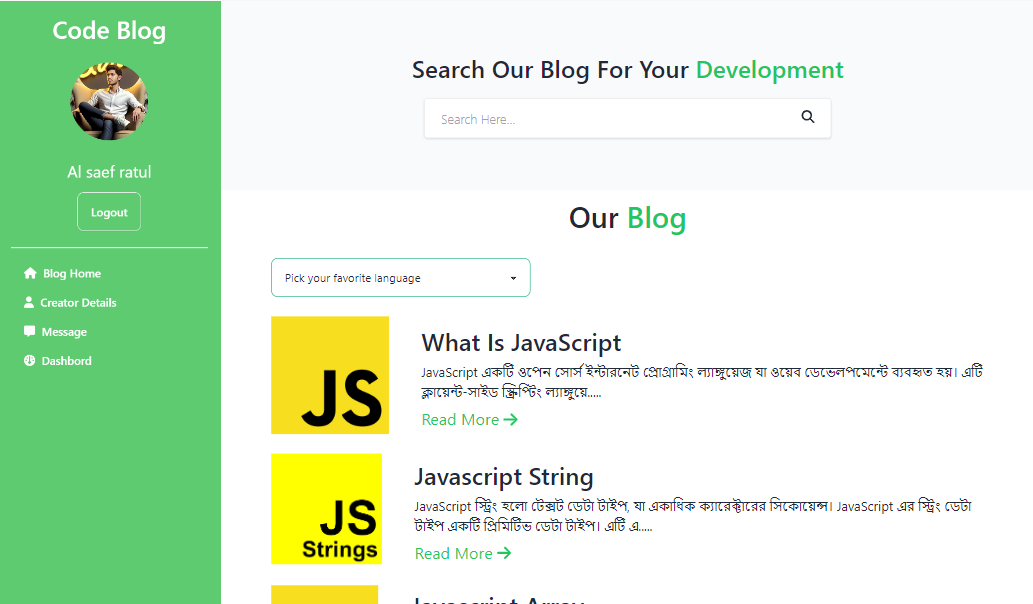 Code Blog
Al saef ratul
Logout
Blog Home
Creator Details
Message
Dashbord
Search Our Blog For Your Development
Search Here...
Our Blog
Pick your favorite language
JS
What Is JavaScript
JavaScript একটি ওপেন সোর্স ইন্টারনেট প্রোগ্রামিং ল্যাঙ্গুয়েজ যা ওয়েব ডেভেলপমেন্টে ব্যবহৃত হয়। এটি
ক্লায়েন্ট-সাইড স্ক্রিপ্টিং ল্যাঙ্গুয়ে.....
Read More
JS
Strings
Javascript String
JavaScript স্ট্রিং হলো টেক্সট ডেটা টাইপ, যা একাধিক ক্যারেক্টারের সিকোয়েন্স। JavaScript এর স্ট্রিং ডেটা
টাইপ একটি প্রিমিটিভ ডেটা টাইপ। এটি এ.....
Read More
Javascript Array